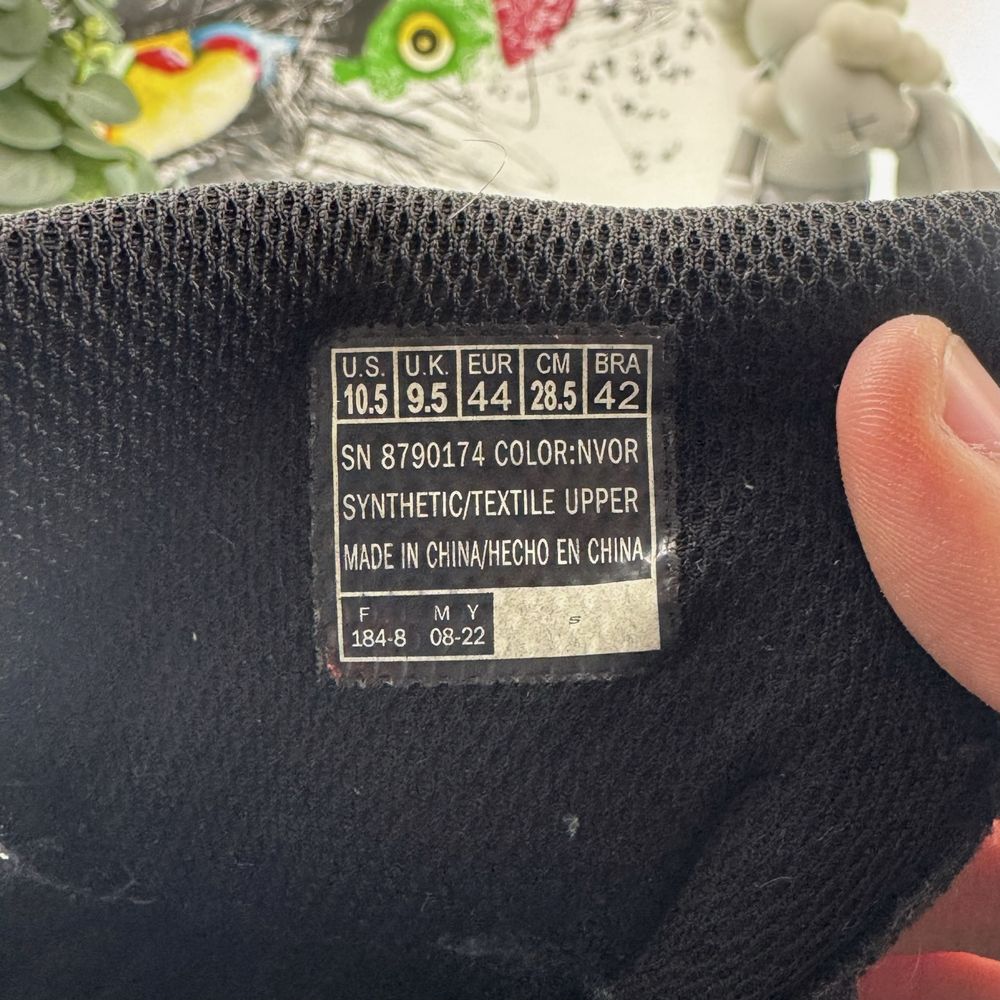 U.S. U.K. EUR CM BRA
10.5 9.5 44 28.5 42
SN 8790174 COLOR:NVOR
SYNTHETIC/TEXTILE UPPER
MADE IN CHINA/HECHO EN CHINA
F M Y
184-8 08-22
S